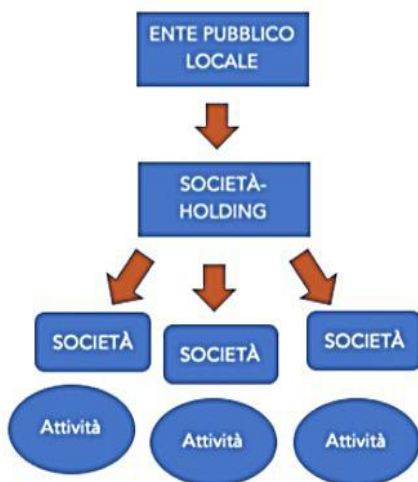 ENTE PUBBLICO
LOCALE
SOCIETÀ-
HOLDING
SOCIETÀ
SOCIETÀ
SOCIETÀ
Attività
Attività
Attività